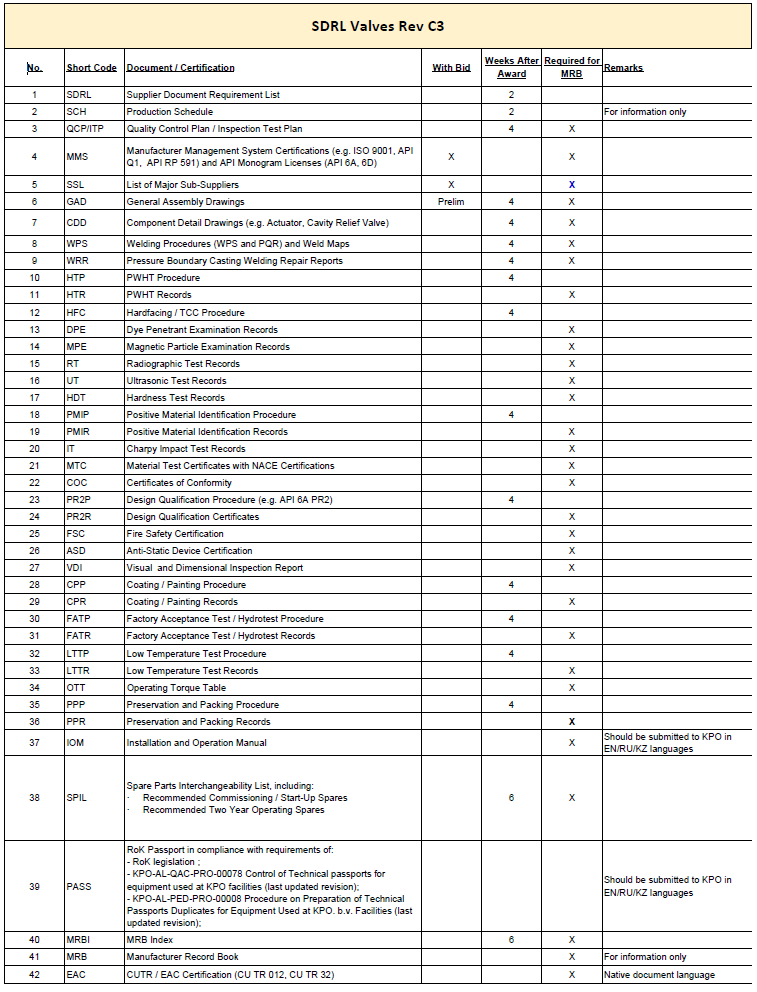 SDRL Valves Rev C3
No. Short Code Document / Certification With Bid Weeks After Award Required for MRB Remarks
1 SDRL Supplier Document Requirement List 2
2 SCH Production Schedule 2 For information only
3 QCP/ITP Quality Control Plan / Inspection Test Plan 4 X
4 MMS Manufacturer Management System Certifications (e.g. ISO 9001, API
Q1, API RP 591) and API Monogram Licenses (API 6A, 6D) X X
5 SSL List of Major Sub-Suppliers X X
6 GAD General Assembly Drawings Prelim 4 X
7 CDD Component Detail Drawings (e.g. Actuator, Cavity Relief Valve) 4 X
8 WPS Welding Procedures (WPS and PQR) and Weld Maps 4 X
9 WRR Pressure Boundary Casting Welding Repair Reports 4 X
10 HTP PWHT Procedure 4
11 HTR PWHT Records X
12 HFC Hardfacing / TCC Procedure 4
13 DPE Dye Penetrant Examination Records X
14 MPE Magnetic Particle Examination Records X
15 RT Radiographic Test Records X
16 UT Ultrasonic Test Records X
17 HDT Hardness Test Records X
18 PMIP Positive Material Identification Procedure 4
19 PMIR Positive Material Identification Records X
20 IT Charpy Impact Test Records X
21 MTC Material Test Certificates with NACE Certifications X
22 COC Certificates of Conformity X
23 PR2P Design Qualification Procedure (e.g. API 6A PR2) 4
24 PR2R Design Qualification Certificates X
25 FSC Fire Safety Certification X
26 ASD Anti-Static Device Certification X
27 VDI Visual and Dimensional Inspection Report X
28 CPP Coating / Painting Procedure 4
29 CPR Coating / Painting Records X
30 FATP Factory Acceptance Test / Hydrotest Procedure 4
31 FATR Factory Acceptance Test / Hydrotest Records X
32 LTTP Low Temperature Test Procedure 4
33 LTTR Low Temperature Test Records X
34 OTT Operating Torque Table X
35 PPP Preservation and Packing Procedure 4
36 PPR Preservation and Packing Records X
37 IOM Installation and Operation Manual X Should be submitted to KPO in
EN/RU/KZ languages
38 SPIL Spare Parts Intercheangeability List, including:
· Recommended Commissioning / Start-Up Spares
· Recommended Two Year Operating Spares 6 X
39 PASS RoK Passport in compliance with requirements of:
- RoK legislation ;
- KPO-AL-QAC-PRO-00078 Control of Technical passports for
equipment used at KPO facilities (last updated revision);
- KPO-AL-PED-PRO-00008 Procedure on Preparation of Technical
Passports Duplicates for Equipment Used at KPO. b.v. Facilities (last
updated revision);
Should be submitted to KPO in
EN/RU/KZ languages
40 MRBI MRB Index 6 X
41 MRB Manufacturer Record Book X For information only
42 EAC CUTR / EAC Certification (CU TR 012, CU TR 32) X Native document language